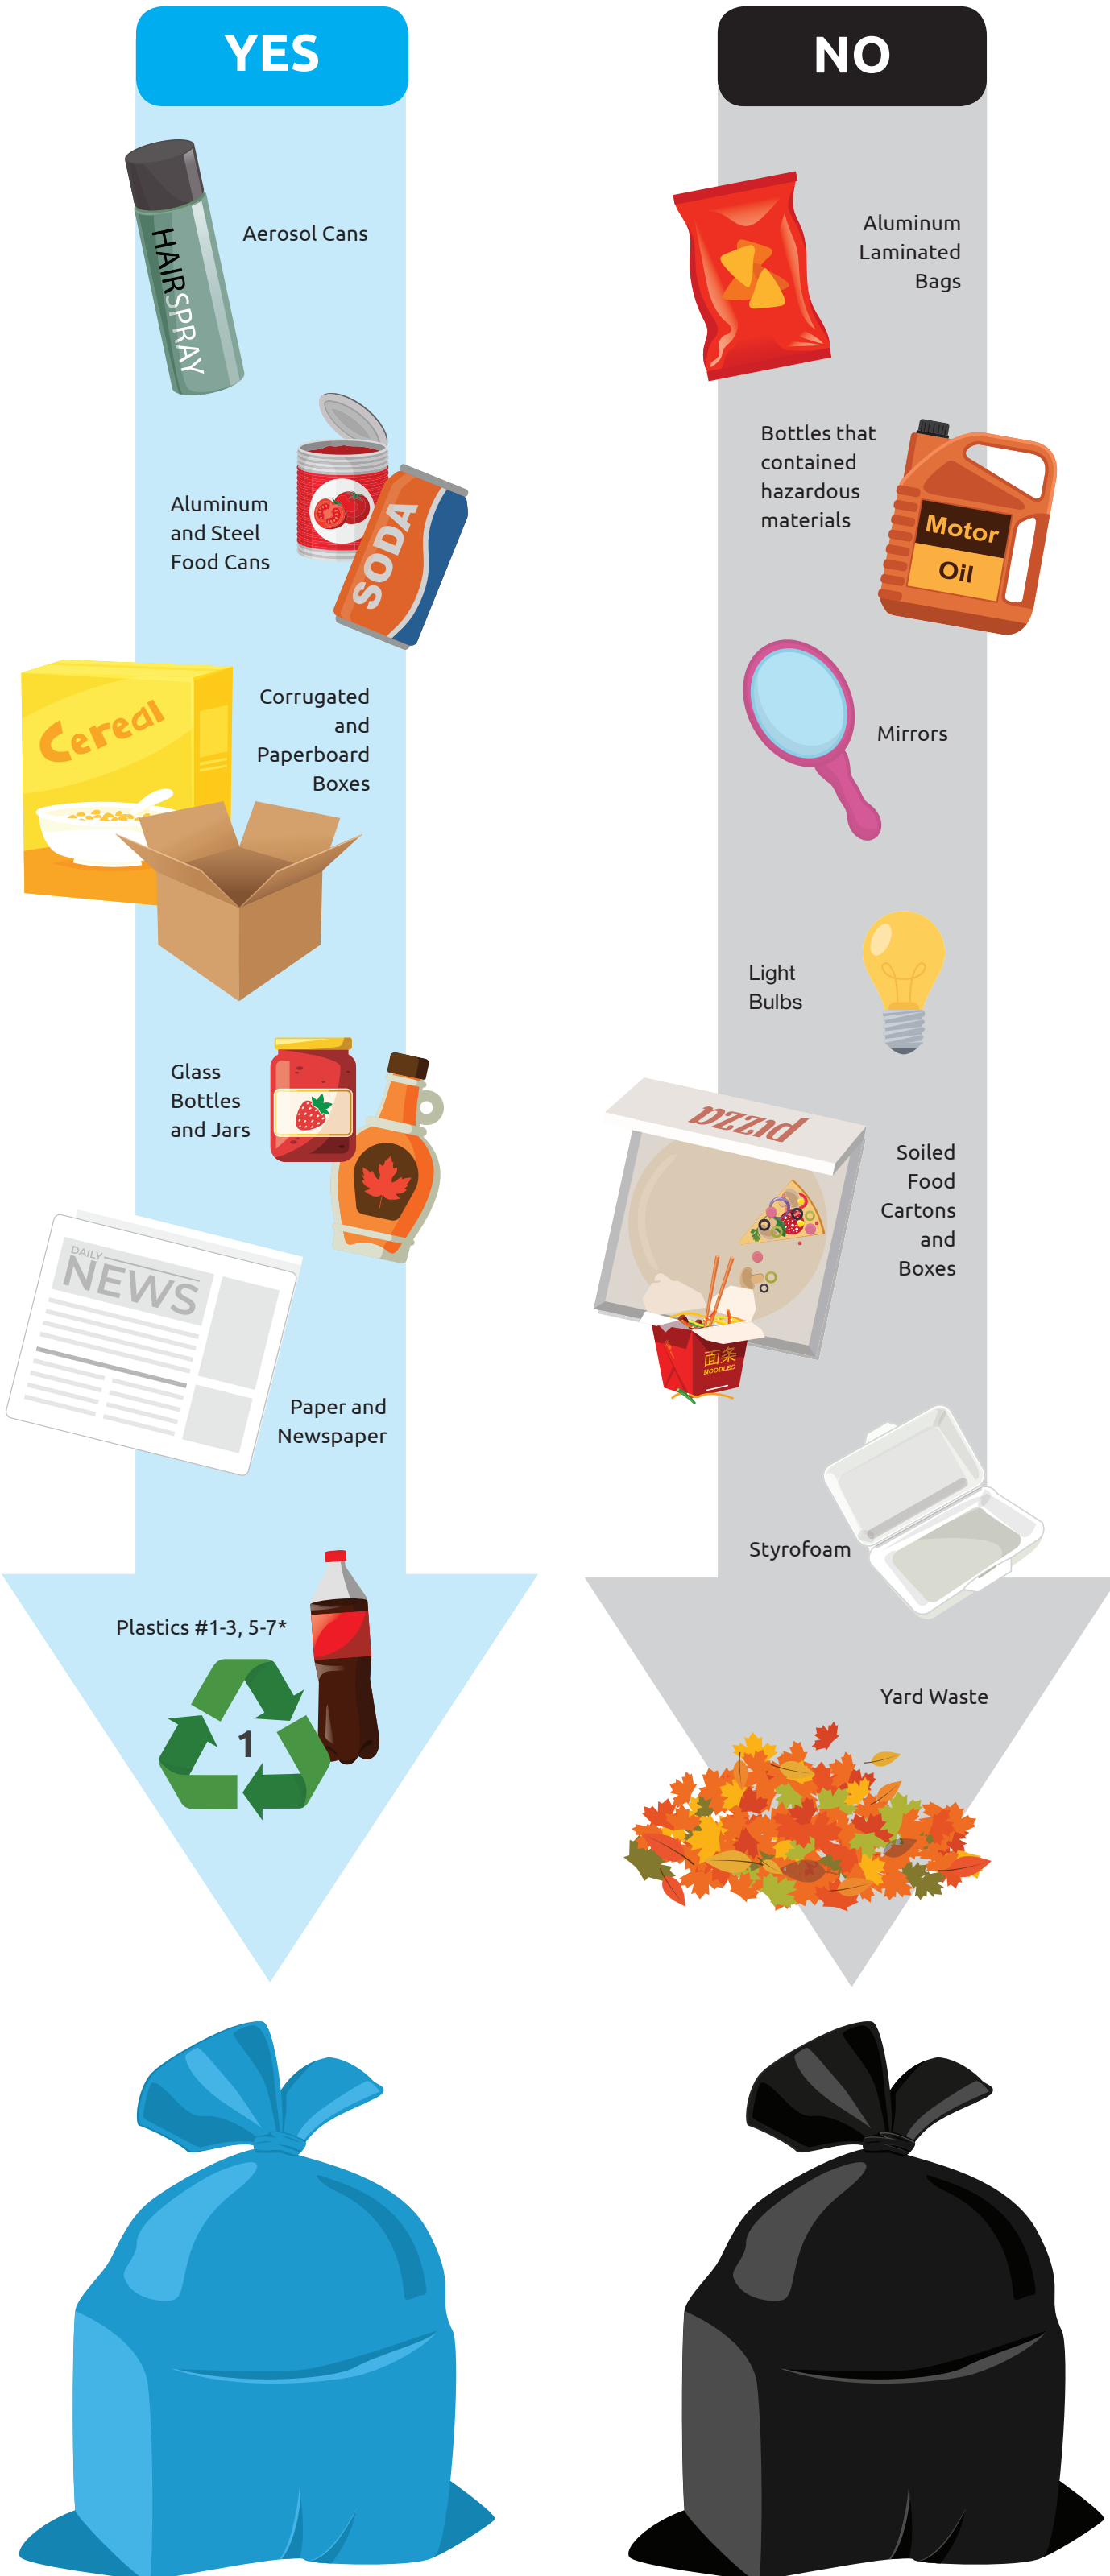 YES
HAIRSPRAY
Aerosol Cans
Aluminum
and Steel
Food Cans
SODA
Cereal
Corrugated
and
Paperboard
Boxes
Glass
Bottles
and Jars
DAILY
NEWS
Paper and
Newspaper
Plastics #1-3, 5-7*
1
NO
Aluminum
Laminated
Bags
Bottles that
contained
hazardous
materials
Motor
Oil
Mirrors
Light
Bulbs
pizza
Soiled
Food
Cartons
and
Boxes
面条
NOODLES
Styrofoam
Yard Waste